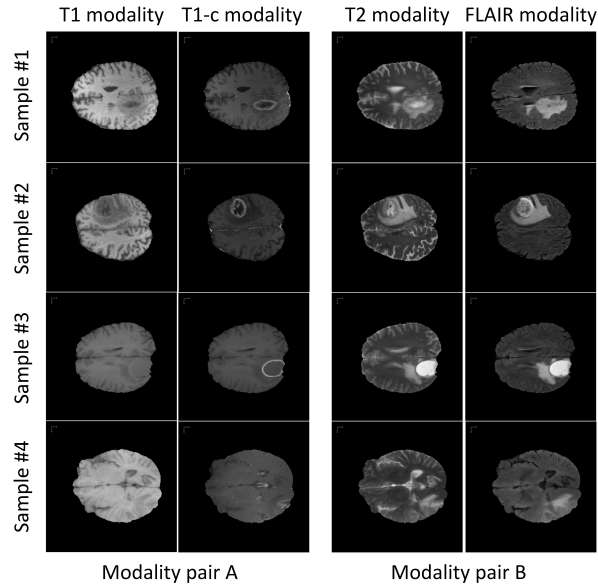 T1 modality T1-c modality T2 modality FLAIR modality
Sample #1
Sample #2
Sample #3
Sample #4
Modality pair A Modality pair B